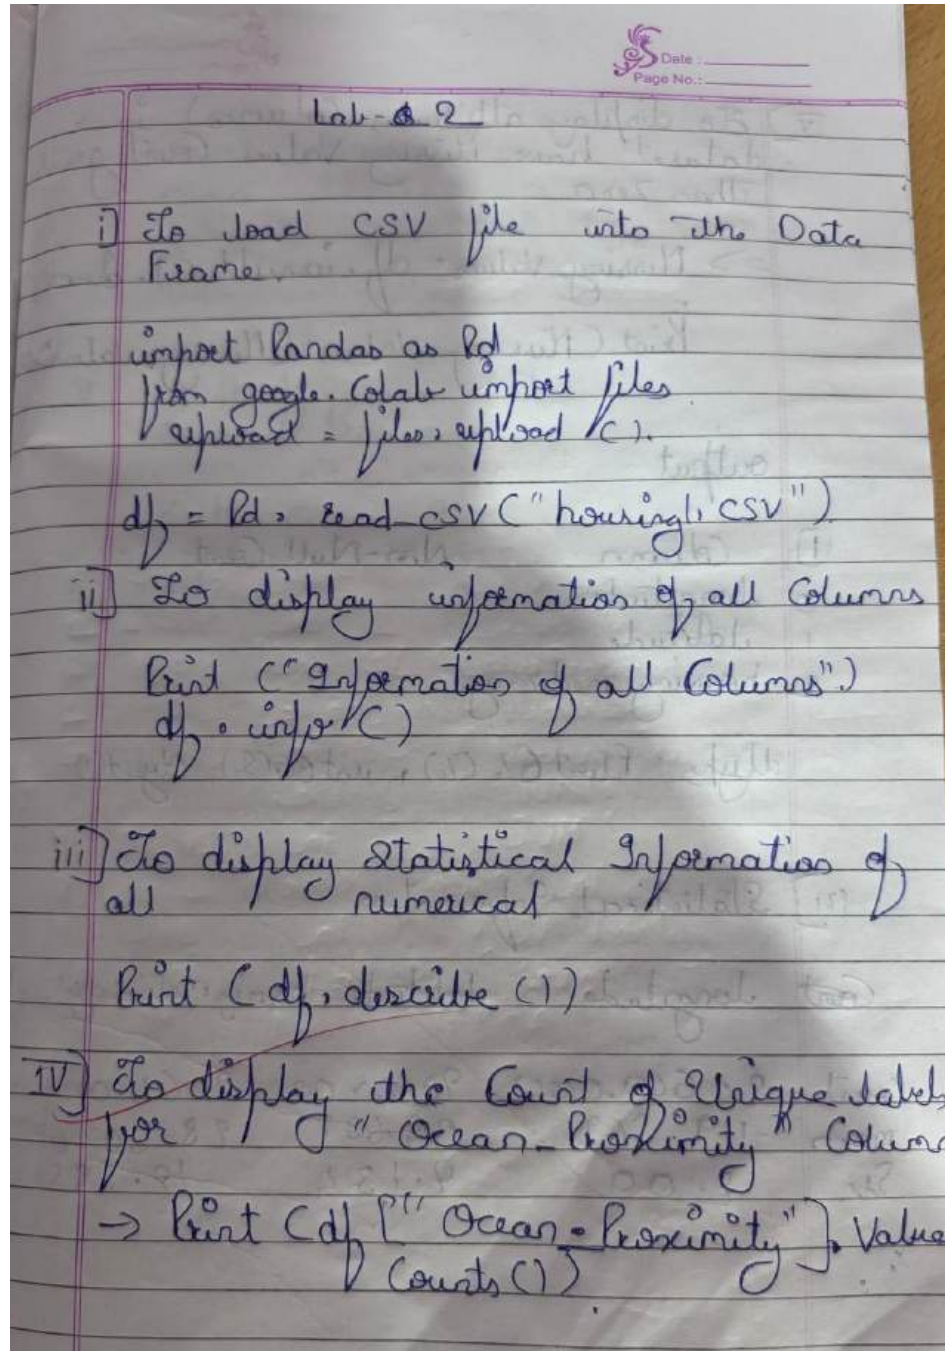 Date :
Page No.:
Lab- 2
i] To load CSV file into the Data
Frame.
import Pandas as Pd
from google. Colab import files
upload = files, upload ().
df = Pd, read_CSV ("housing, CSV")
ii] To display information of all Columns
Print ("Information of all Columns".)
df . info ()
iii] To display Statistical Information of
all numerical
Print (df, describe ())
IV] To display the Count of Unique labels
for "Ocean_Proximity" Column
→ Print (df ["Ocean_Proximity"]. Value
Counts ())